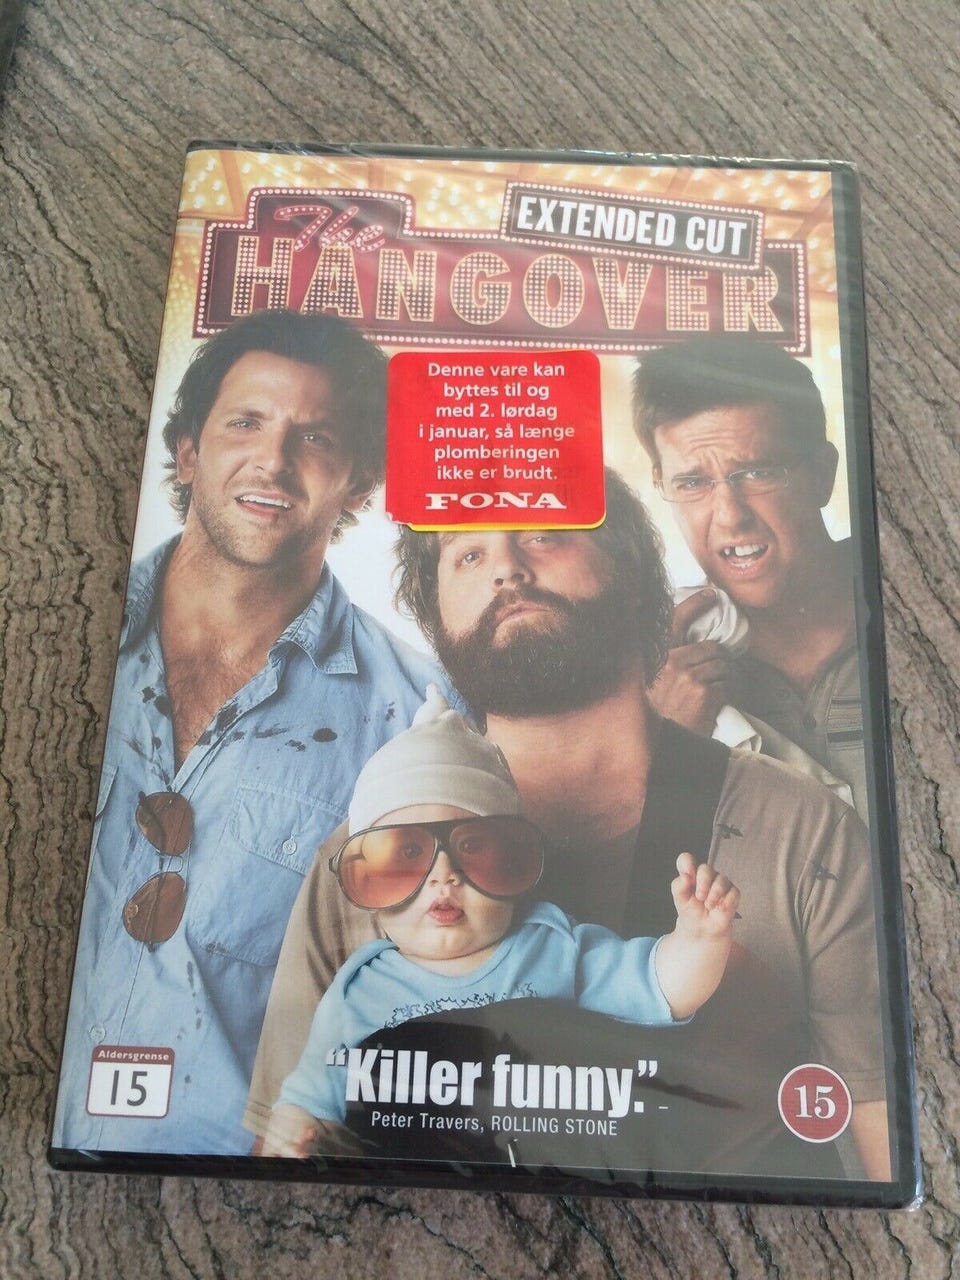 The
EXTENDED CUT
HANGOVER
Denne vare kan
byttes til og
med 2. lørdag
i januar, så længe
plomberingen
ikke er brudt.
FONA
"Killer funny."
Peter Travers, ROLLING STONE
Aldersgrense
15
15